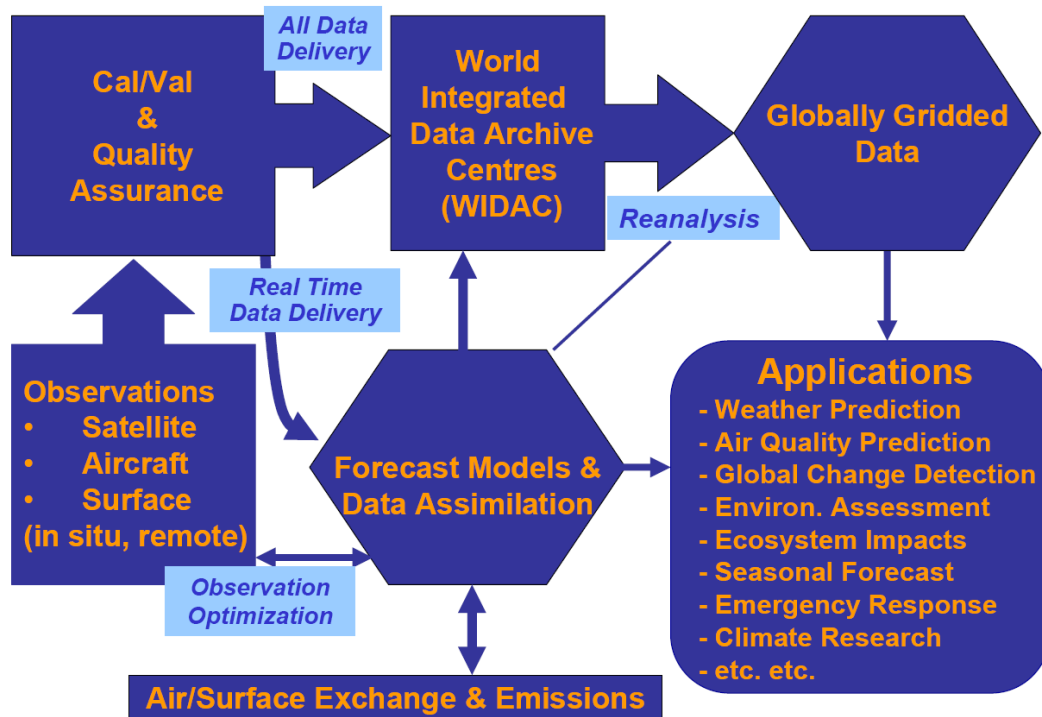 All Data
Delivery
Cal/Val
&
Quality
Assurance
World
Integrated
Data Archive
Centres
(WIDAC)
Globally Gridded
Data
Reanalysis
Real Time
Data Delivery
Observations
• Satellite
• Aircraft
• Surface
(in situ, remote)
Forecast Models &
Data Assimilation
Applications
- Weather Prediction
- Air Quality Prediction
- Global Change Detection
- Environ. Assessment
- Ecosystem Impacts
- Seasonal Forecast
- Emergency Response
- Climate Research
- etc. etc.
Observation
Optimization
Air/Surface Exchange & Emissions